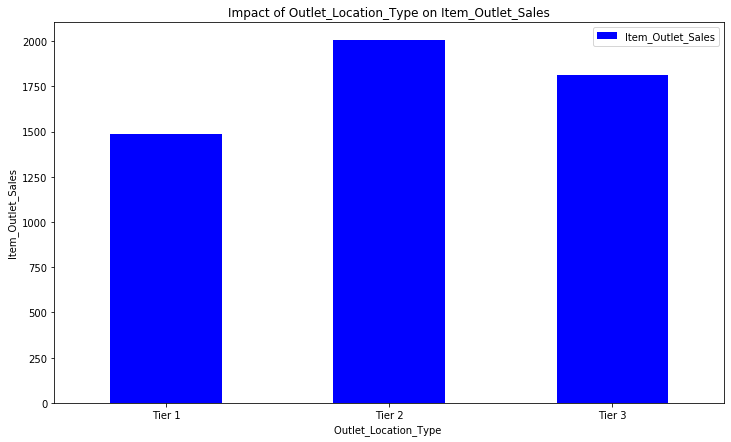 Impact of Outlet_Location_Type on Item_Outlet_Sales
Item_Outlet_Sales
2000
1750
1500
1250
1000
750
500
250
0
Item_Outlet_Sales
Tier 1
Tier 2
Tier 3
Outlet_Location_Type